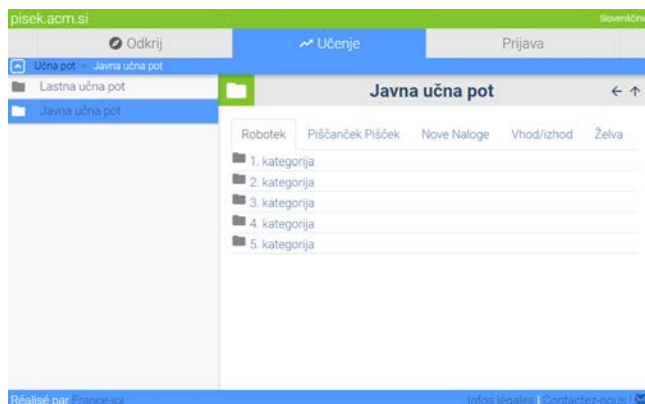 pisek.acm.si Slovenščina
Odkrij Učenje Prijava
Učna pot > Javna učna pot
Lastna učna pot
Javna učna pot
Javna učna pot
Robotek Piščanček Pišček Nove Naloge Vhod/izhod Želva
1. kategorija
2. kategorija
3. kategorija
4. kategorija
5. kategorija
Réalisé par France-ioi Infos légales | Contactez-nous !